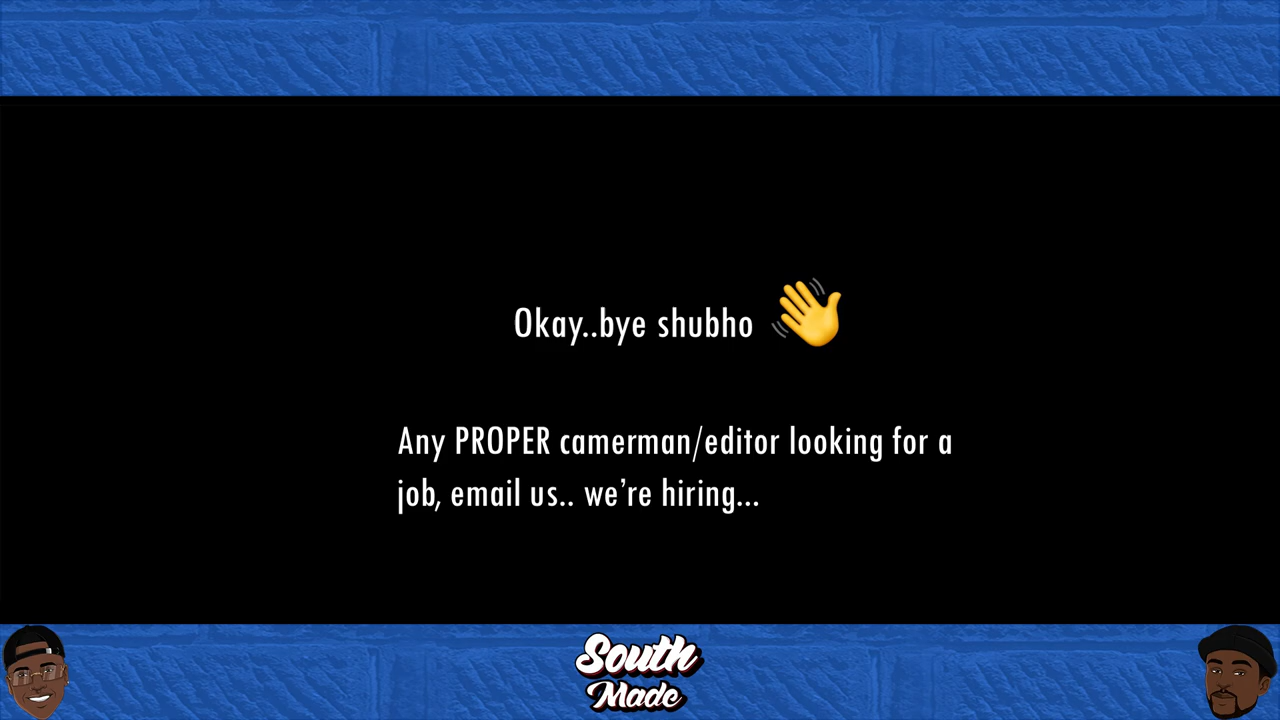 Okay..bye shubho 👋
Any PROPER camerman/editor looking for a
job, email us.. we’re hiring...
South
Made